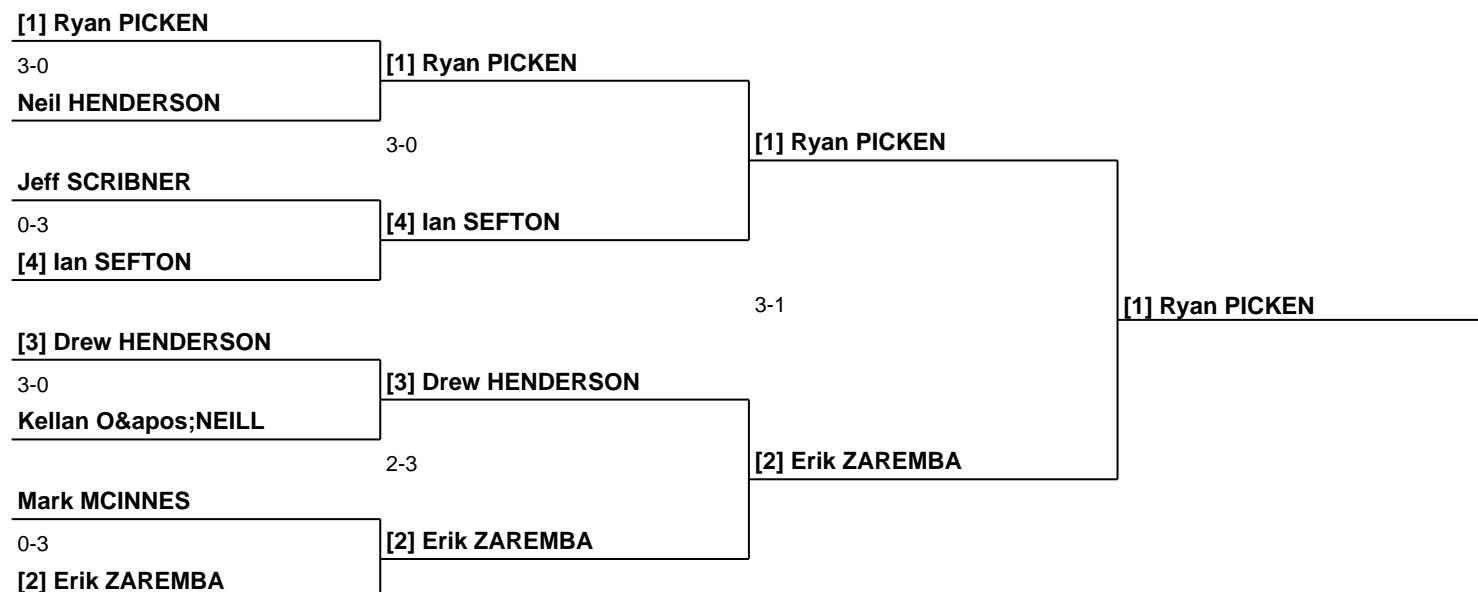 [1] Ryan PICKEN
3-0
[1] Ryan PICKEN
Neil HENDERSON
3-0
[1] Ryan PICKEN
Jeff SCRIBNER
0-3
[4] Ian SEFTON
[4] Ian SEFTON
3-1
[1] Ryan PICKEN
[3] Drew HENDERSON
3-0
[3] Drew HENDERSON
Kellan O&apos;NEILL
2-3
[2] Erik ZAREMBA
Mark MCINNES
0-3
[2] Erik ZAREMBA
[2] Erik ZAREMBA